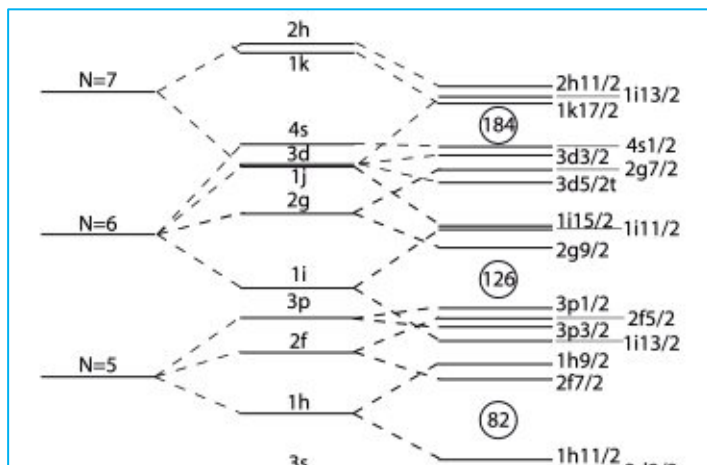 2h
1k
N=7
2h11/2
1i13/2
1k17/2
184
4s
4s1/2
3d
3d3/2
2g7/2
1j
3d5/2t
2g
1i15/2
1i11/2
N=6
2g9/2
1i
126
3p
3p1/2
2f5/2
3p3/2
2f
1i13/2
1h9/2
N=5
2f7/2
1h
82
1h11/2
3s